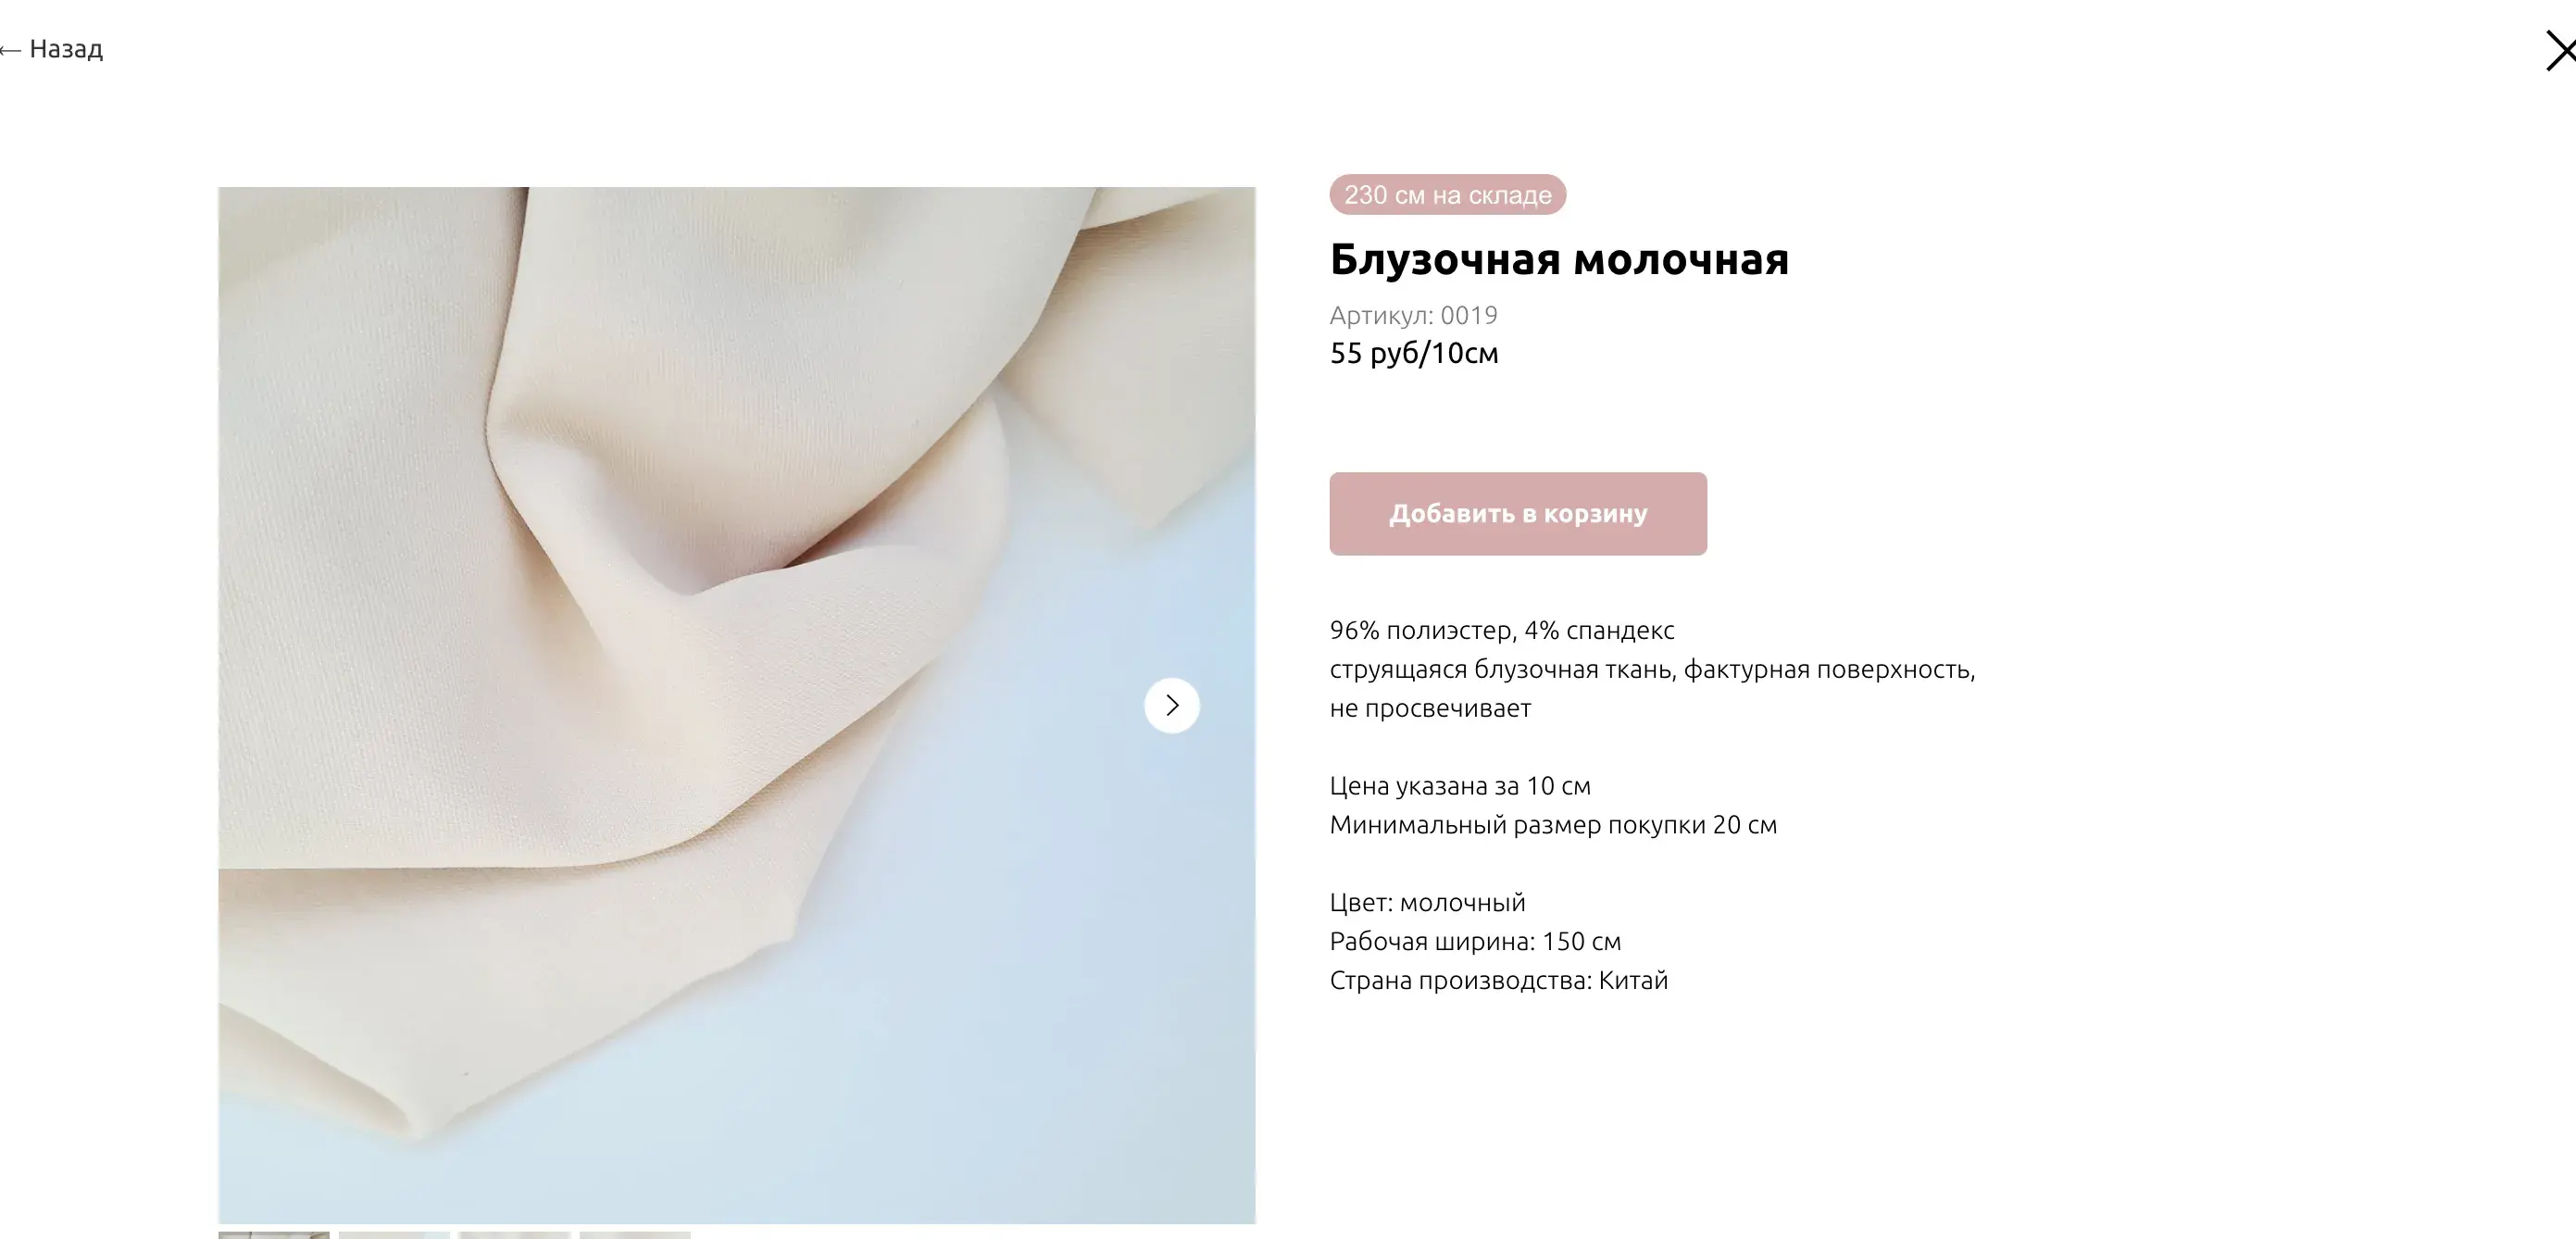 ← Назад
230 см на складе
Блузочная молочная
Артикул: 0019
55 руб/10см
Добавить в корзину
96% полиэстер, 4% спандекс
струящаяся блузочная ткань, фактурная поверхность,
не просвечивает
Цена указана за 10 см
Минимальный размер покупки 20 см
Цвет: молочный
Рабочая ширина: 150 см
Страна производства: Китай